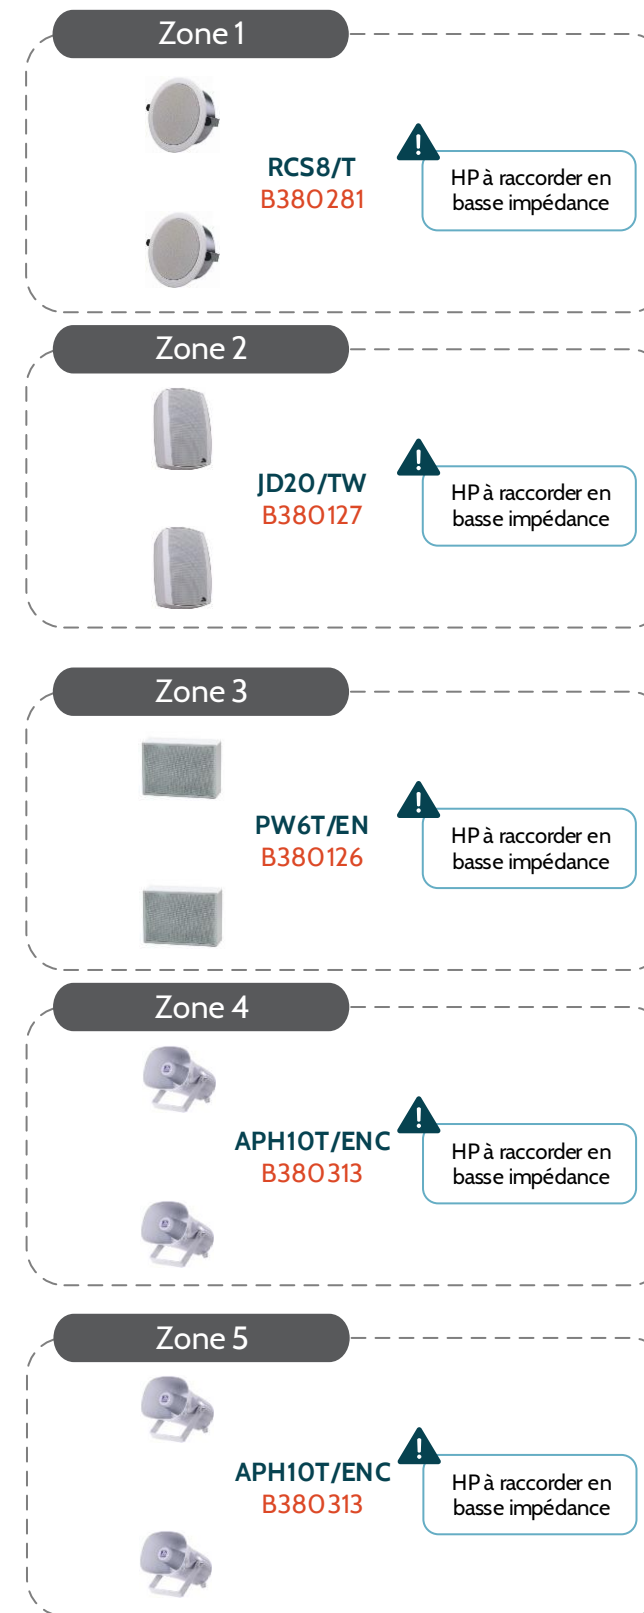 Zone 1
RCS8/T
B380281
HP à raccorder en
basse impédance
Zone 2
JD20/TW
B380127
HP à raccorder en
basse impédance
Zone 3
PW6T/EN
B380126
HP à raccorder en
basse impédance
Zone 4
APH10T/ENC
B380313
HP à raccorder en
basse impédance
Zone 5
APH10T/ENC
B380313
HP à raccorder en
basse impédance